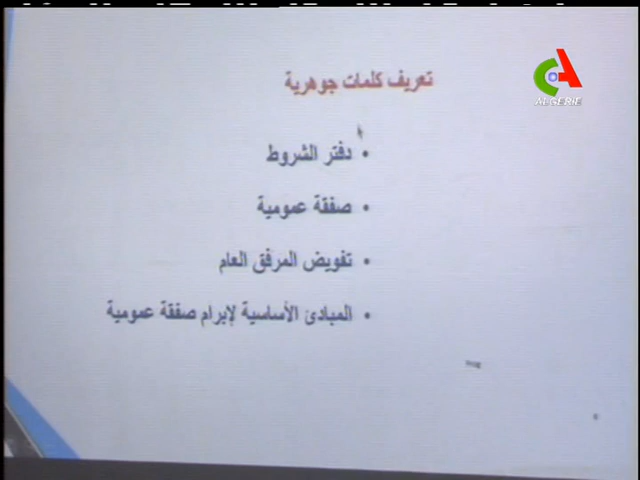 تعريف كلمات جوهرية
ALGERIE
• دفتر الشروط
• صفقة عمومية
• تفويض المرفق العام
• المبادئ الأساسية لإبرام صفقة عمومية